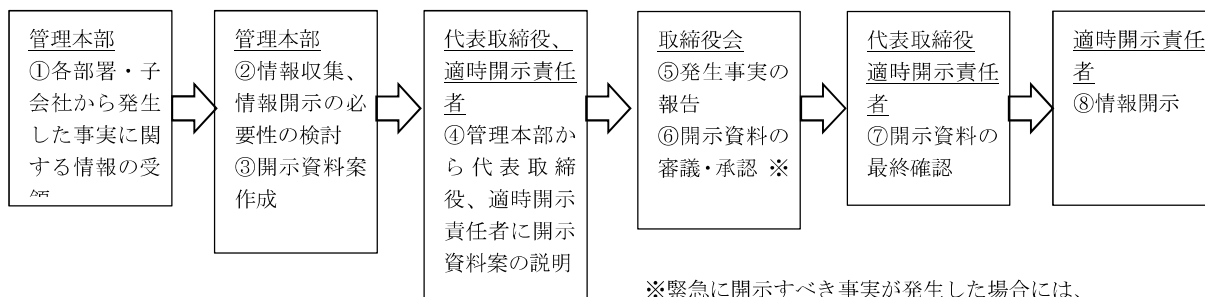 管理本部
①各部署・子
会社から発生
した事実に関
する情報の受
管理本部
②情報収集、
情報開示の必
要性の検討
③開示資料案
作成
代表取締役、
適時開示責任
者
④管理本部か
ら代表取締
役、適時開示
責任者に開示
資料案の説明
取締役会
⑤発生事実の
報告
⑥開示資料の
審議・承認 ※
代表取締役
適時開示責任
者
⑦開示資料の
最終確認
適時開示責任
者
⑧情報開示
※緊急に開示すべき事実が発生した場合には、